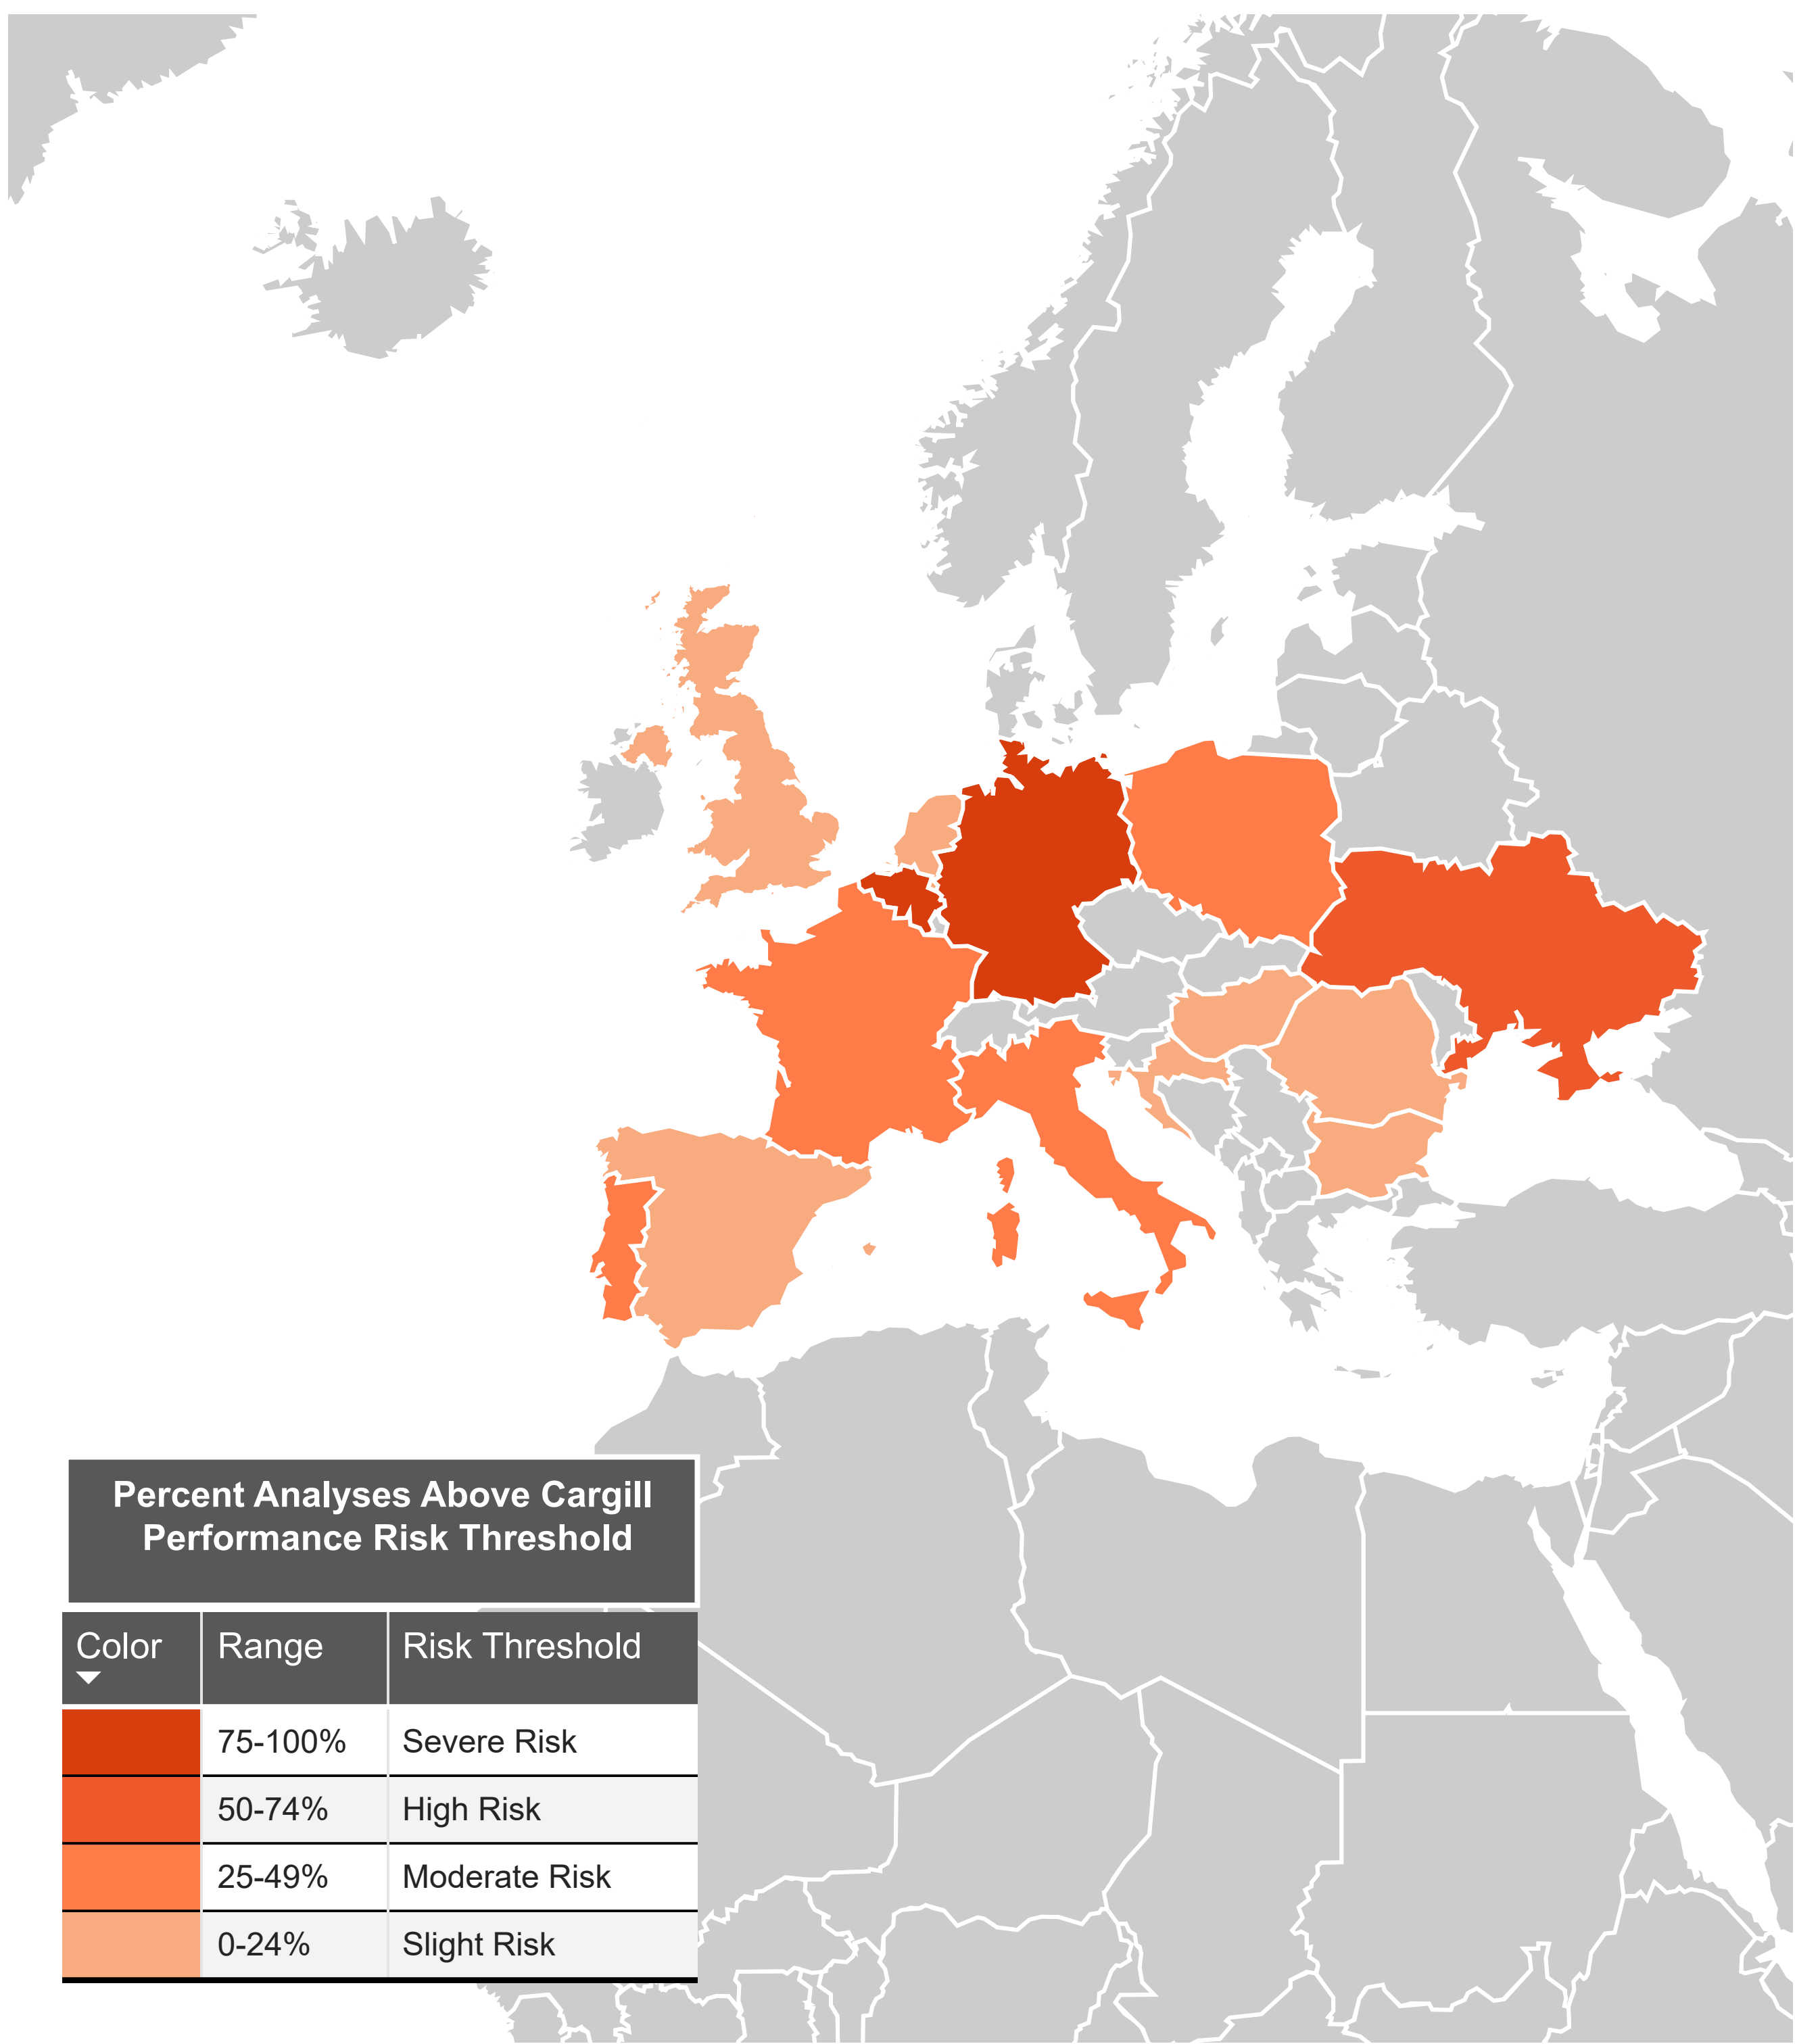 Percent Analyses Above Cargill
Performance Risk Threshold
Color Range Risk Threshold
75-100% Severe Risk
50-74% High Risk
25-49% Moderate Risk
0-24% Slight Risk